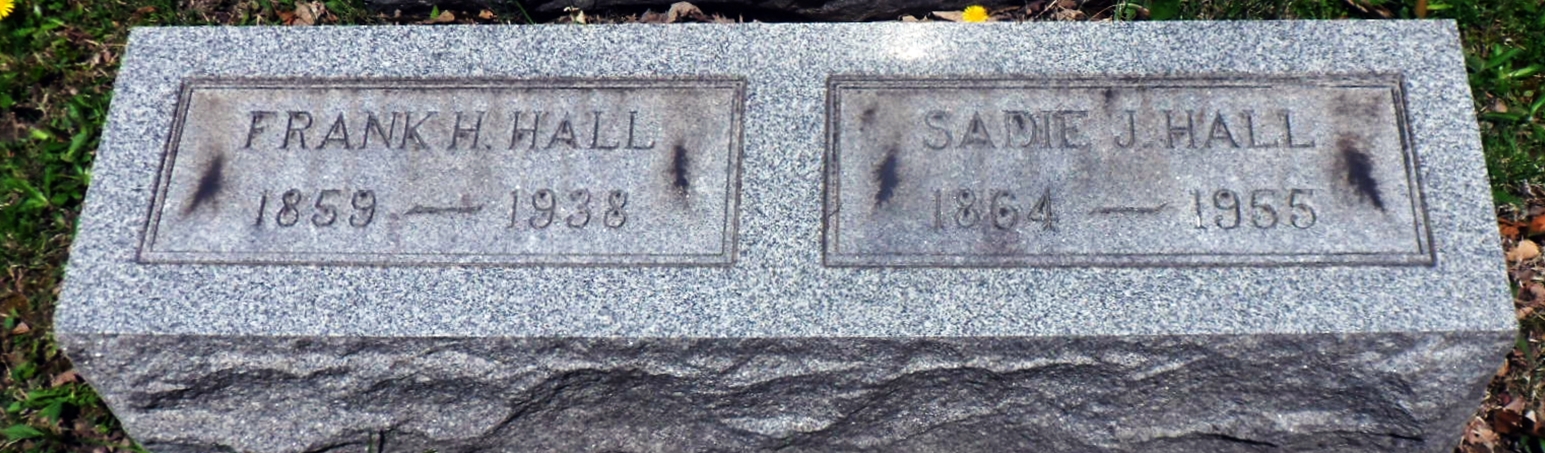 FRANK H. HALL
1859 — 1938
SADIE J. HALL
1864 — 1955